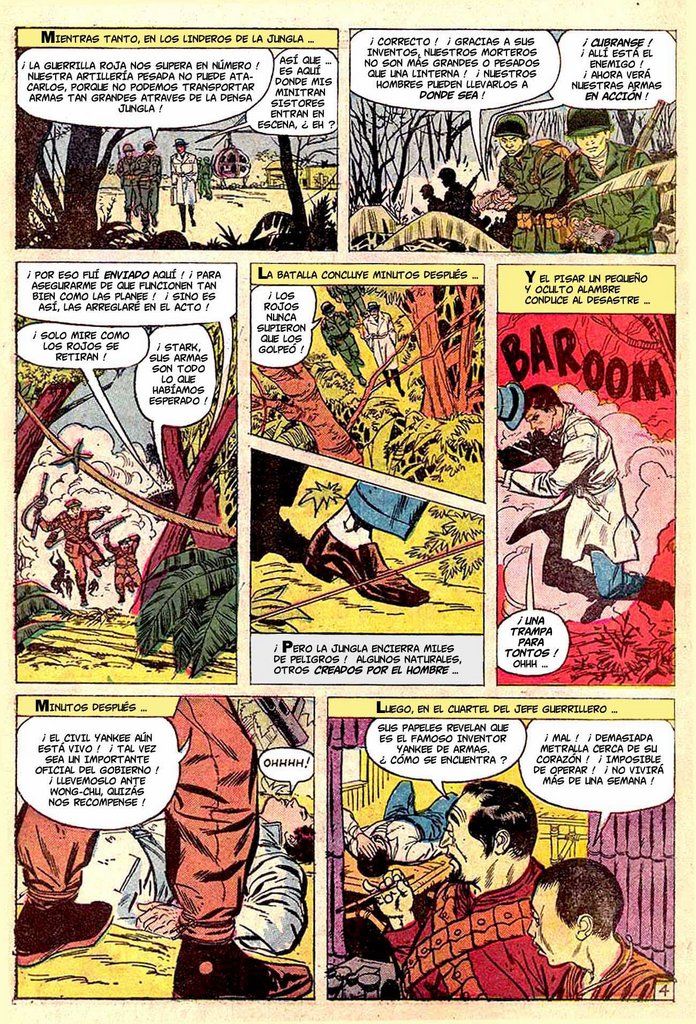 MIENTRAS TANTO, EN LOS LINDEROS DE LA JUNGLA ...
¡ LA GUERRILLA ROJA NOS SUPERA EN NÚMERO !
NUESTRA ARTILLERÍA PESADA NO PUEDE ATA-
CARLOS, PORQUE NO PODEMOS TRANSPORTAR
ARMAS TAN GRANDES ATRAVES DE LA DENSA
JUNGLA !
ASÍ QUE ...
ES AQUÍ
DONDE MIS
MINITRAN
SISTORES
ENTRAN EN
ESCENA, ¿ EH ?
¡ CORRECTO ! ¡ GRACIAS A SUS
INVENTOS, NUESTROS MORTEROS
NO SON MÁS GRANDES O PESADOS
QUE UNA LINTERNA ! ¡ NUESTROS
HOMBRES PUEDEN LLEVARLOS A
DONDE SEA !
¡ CUBRANSE !
¡ ALLÍ ESTÁ EL
ENEMIGO !
¡ AHORA VERÁ
NUESTRAS ARMAS
EN ACCIÓN !
¡ POR ESO FUÍ ENVIADO AQUÍ ! ¡ PARA
ASEGURARME DE QUE FUNCIONEN TAN
BIEN COMO LAS PLANEE ! ¡ SINO ES
ASÍ, LAS ARREGLARÉ EN EL ACTO !
¡ SOLO MIRE COMO
LOS ROJOS SE
RETIRAN !
¡ STARK,
SUS ARMAS
SON TODO
LO QUE
HABÍAMOS
ESPERADO !
LA BATALLA CONCLUYE MINUTOS DESPUÉS ...
¡ LOS
ROJOS
NUNCA
SUPIERON
QUE LOS
GOLPEÓ !
¡ PERO LA JUNGLA ENCIERRA MILES
DE PELIGROS ! ALGUNOS NATURALES,
OTROS CREADOS POR EL HOMBRE ...
Y EL PISAR UN PEQUEÑO
Y OCULTO ALAMBRE
CONDUCE AL DESASTRE ...
BAROOM
¡ UNA
TRAMPA
PARA
TONTOS !
OHHH ...
MINUTOS DESPUÉS ...
¡ EL CIVIL YANKEE AÚN
ESTÁ VIVO ! ¡ TAL VEZ
SEA UN IMPORTANTE
OFICIAL DEL GOBIERNO !
¡ LLEVEMOSLO ANTE
WONG-CHU, QUIZÁS
NOS RECOMPENSE !
OHHHH!
LUEGO, EN EL CUARTEL DEL JEFE GUERRILLERO ...
SUS PAPELES REVELAN QUE
ES EL FAMOSO INVENTOR
YANKEE DE ARMAS.
¿ CÓMO SE ENCUENTRA ?
¡ MAL ! ¡ DEMASIADA
METRALLA CERCA DE SU
CORAZÓN ! ¡ IMPOSIBLE
DE OPERAR ! ¡ NO VIVIRÁ
MÁS DE UNA SEMANA !
4